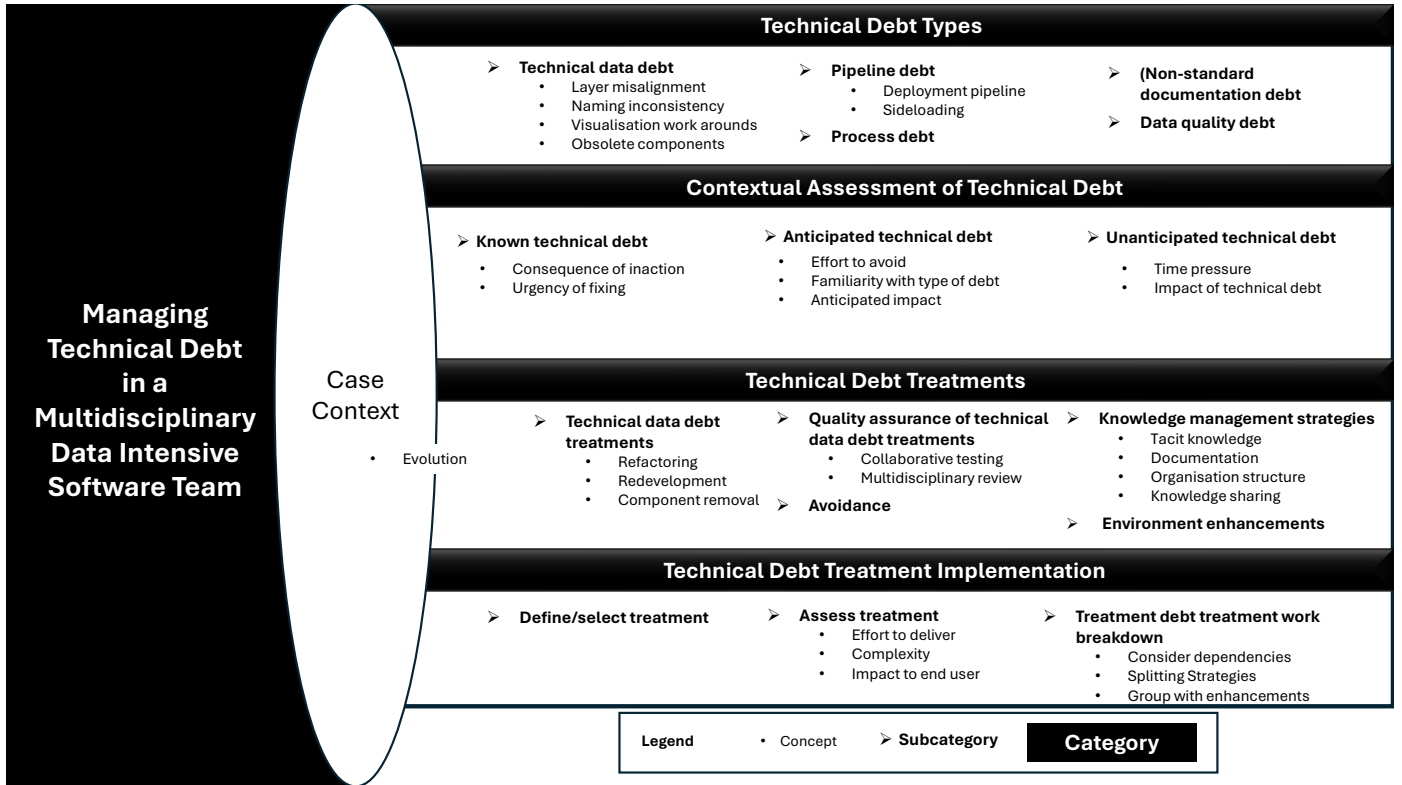 Managing
Technical Debt
in a
Multidisciplinary
Data Intensive
Software Team
Case
Context
• Evolution
Technical Debt Types
➢ Technical data debt
• Layer misalignment
• Naming inconsistency
• Visualisation work arounds
• Obsolete components
➢ Pipeline debt
• Deployment pipeline
• Sideloading
➢ Process debt
➢ (Non-standard
documentation debt
➢ Data quality debt
Contextual Assessment of Technical Debt
➢ Known technical debt
• Consequence of inaction
• Urgency of fixing
➢ Anticipated technical debt
• Effort to avoid
• Familiarity with type of debt
• Anticipated impact
➢ Unanticipated technical debt
• Time pressure
• Impact of technical debt
Technical Debt Treatments
➢ Technical data debt
treatments
• Refactoring
• Redevelopment
• Component removal
➢ Quality assurance of technical
data debt treatments
• Collaborative testing
• Multidisciplinary review
➢ Avoidance
➢ Knowledge management strategies
• Tacit knowledge
• Documentation
• Organisation structure
• Knowledge sharing
➢ Environment enhancements
Technical Debt Treatment Implementation
➢ Define/select treatment
➢ Assess treatment
• Effort to deliver
• Complexity
• Impact to end user
➢ Treatment debt treatment work
breakdown
• Consider dependencies
• Splitting Strategies
• Group with enhancements
Legend • Concept ➢ Subcategory Category